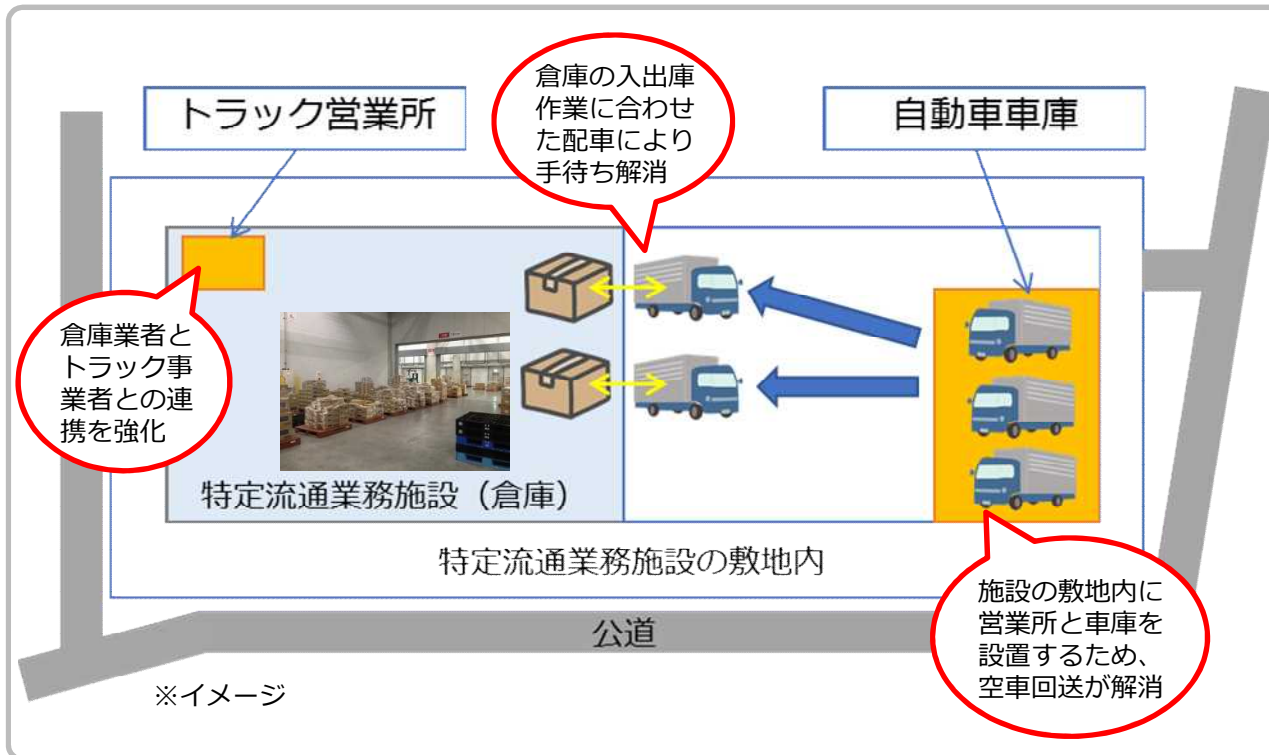 トラック営業所
倉庫の入出庫
作業に合わせ
た配車により
手待ち解消
自動車車庫
倉庫業者と
トラック事
業者との連
携を強化
特定流通業務施設（倉庫）
特定流通業務施設の敷地内
施設の敷地内に
営業所と車庫を
設置するため、
空車回送が解消
公道
※イメージ